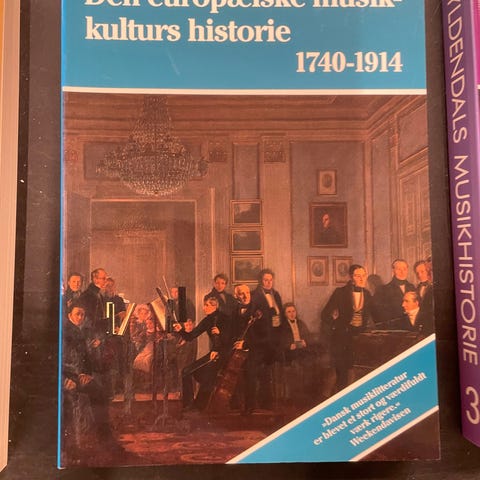 Den europæiske musik-
kulturs historie
1740-1914
»Dansk musiklitteratur
er blevet et stort og værdifuldt
værk rigere.«
Weekendavisen
YLDENDALS MUSIKHISTORIE 3